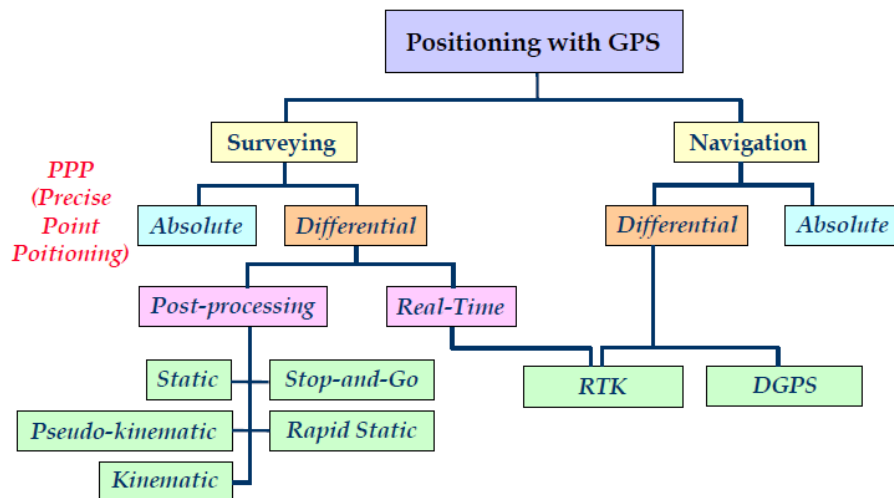 Positioning with GPS
Surveying
Navigation
PPP
(Precise
Point
Poitioning)
Absolute
Differential
Differential
Absolute
Post-processing
Real-Time
Static
Stop-and-Go
RTK
DGPS
Pseudo-kinematic
Rapid Static
Kinematic